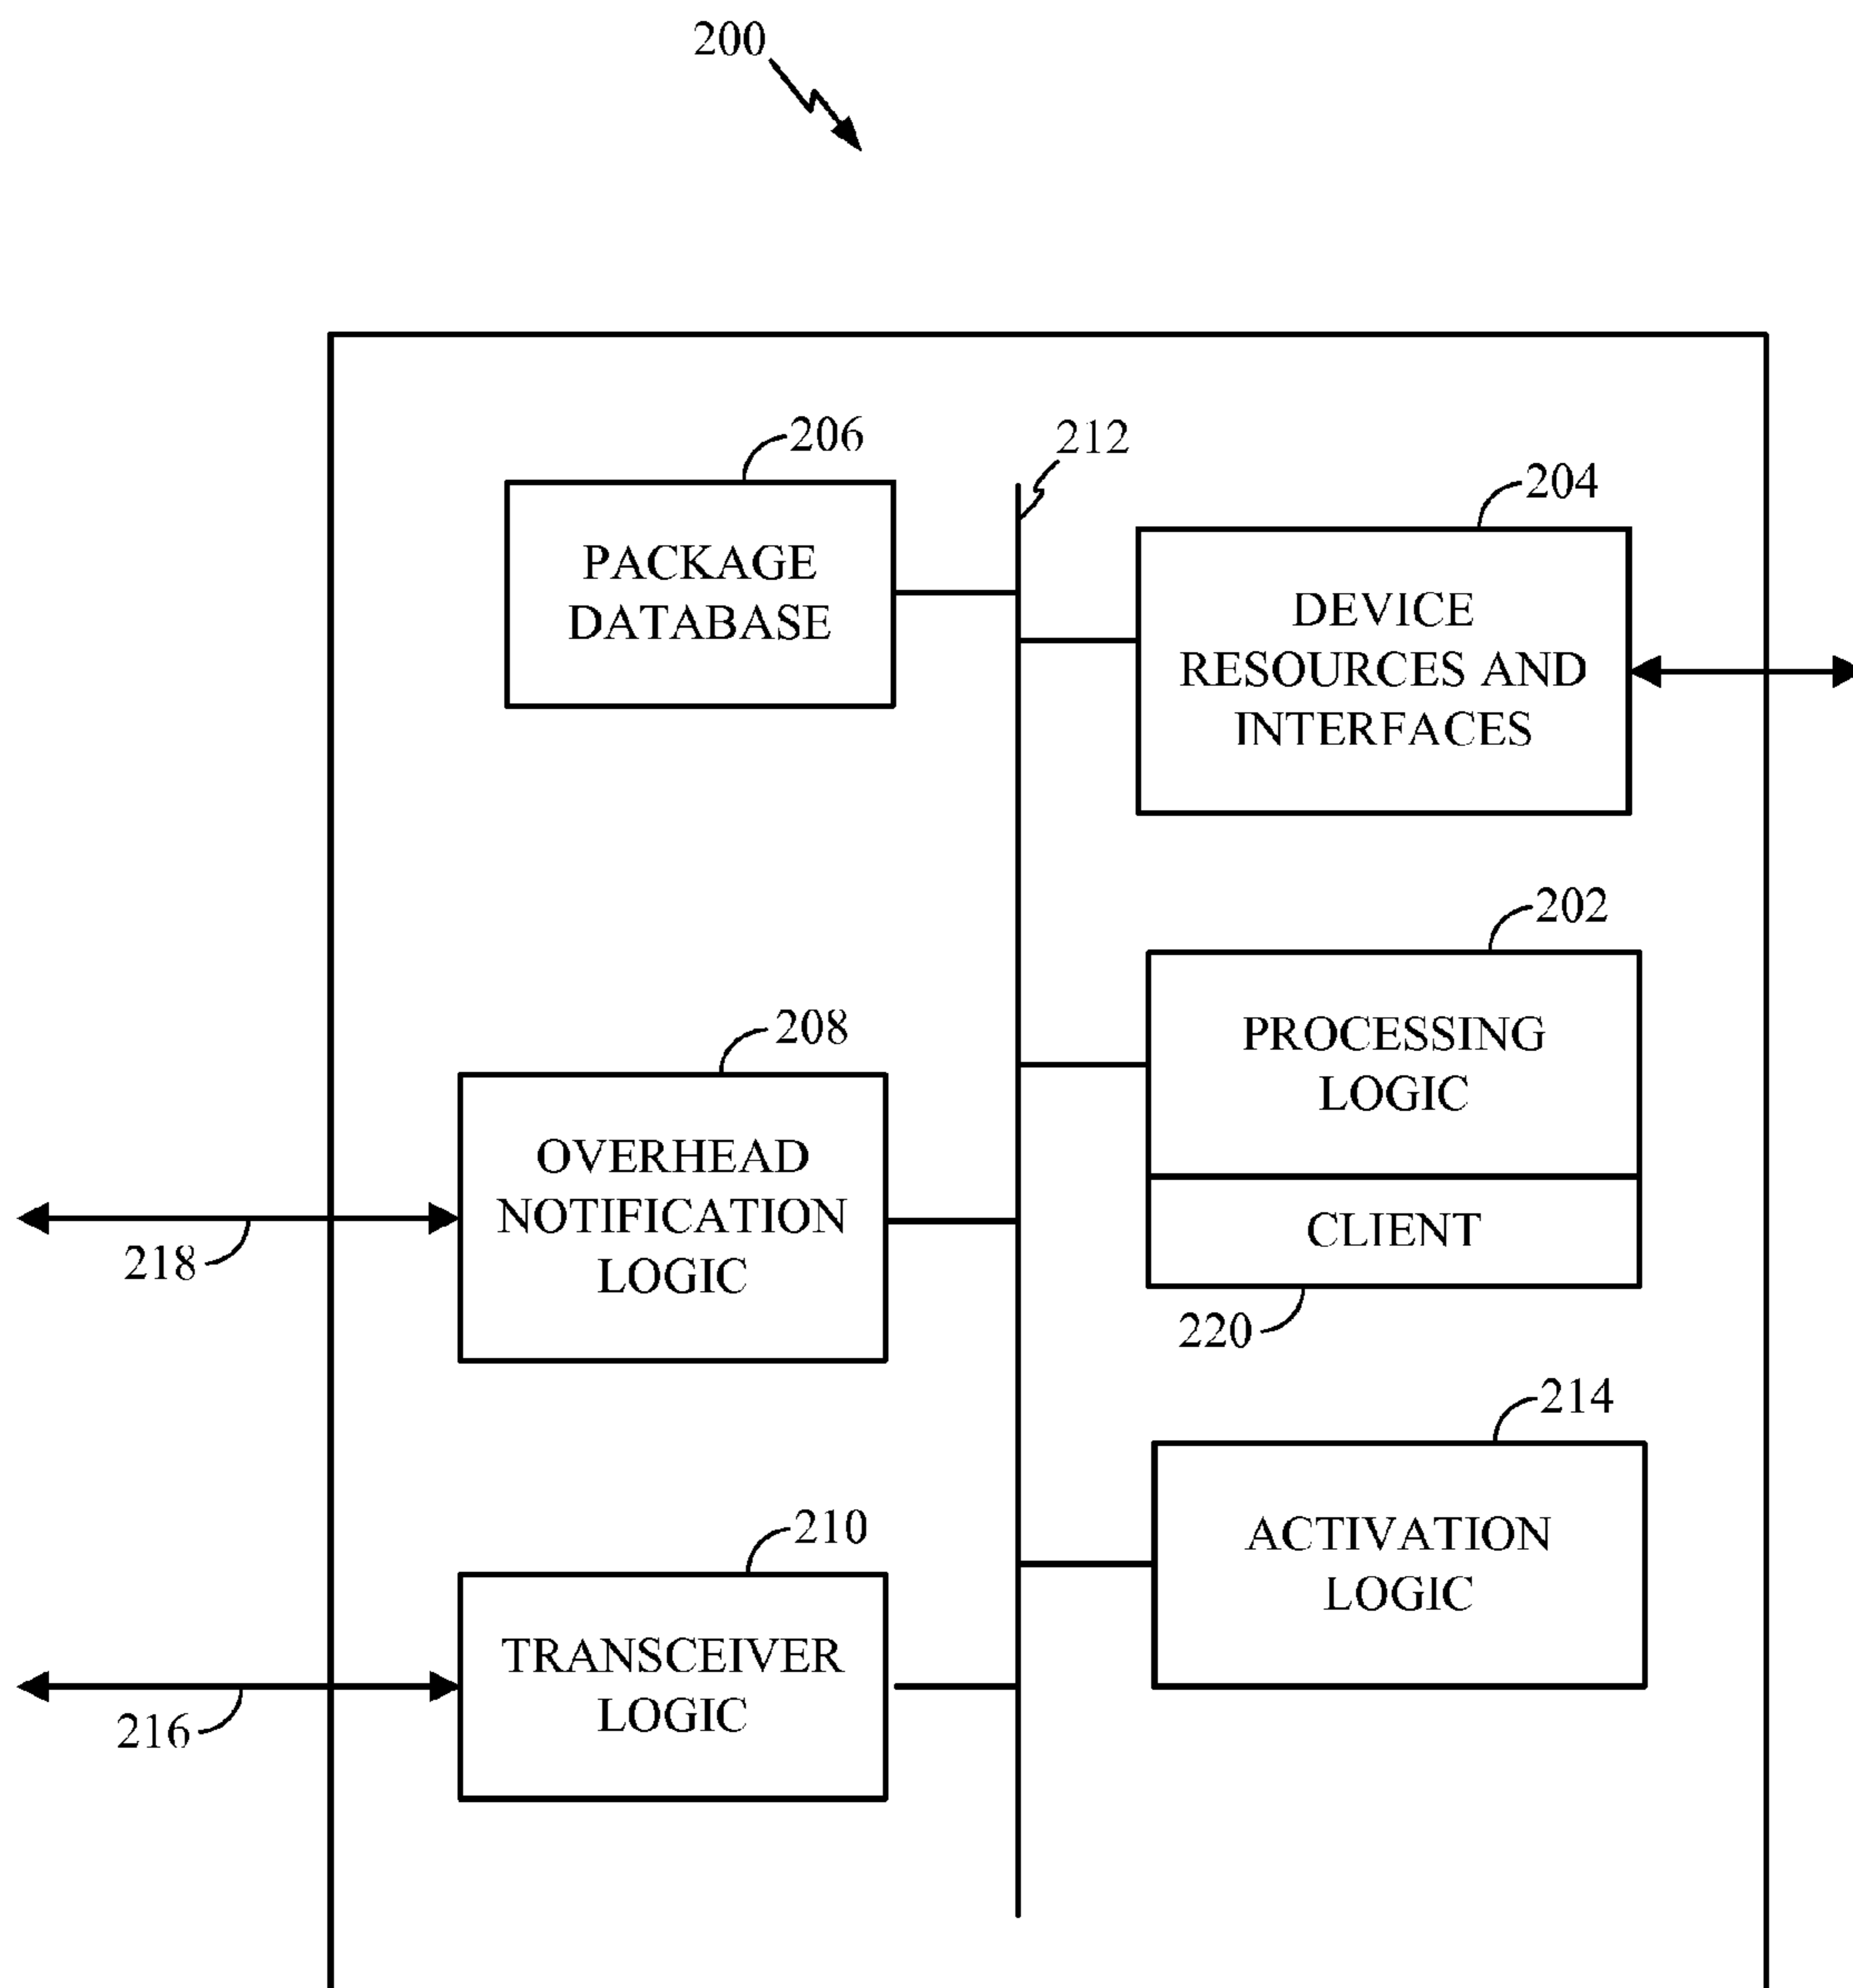 200
206
212
204
PACKAGE
DATABASE
DEVICE
RESOURCES AND
INTERFACES
202
PROCESSING
LOGIC
208
OVERHEAD
NOTIFICATION
LOGIC
CLIENT
218
220
214
210
ACTIVATION
LOGIC
TRANSCEIVER
LOGIC
216